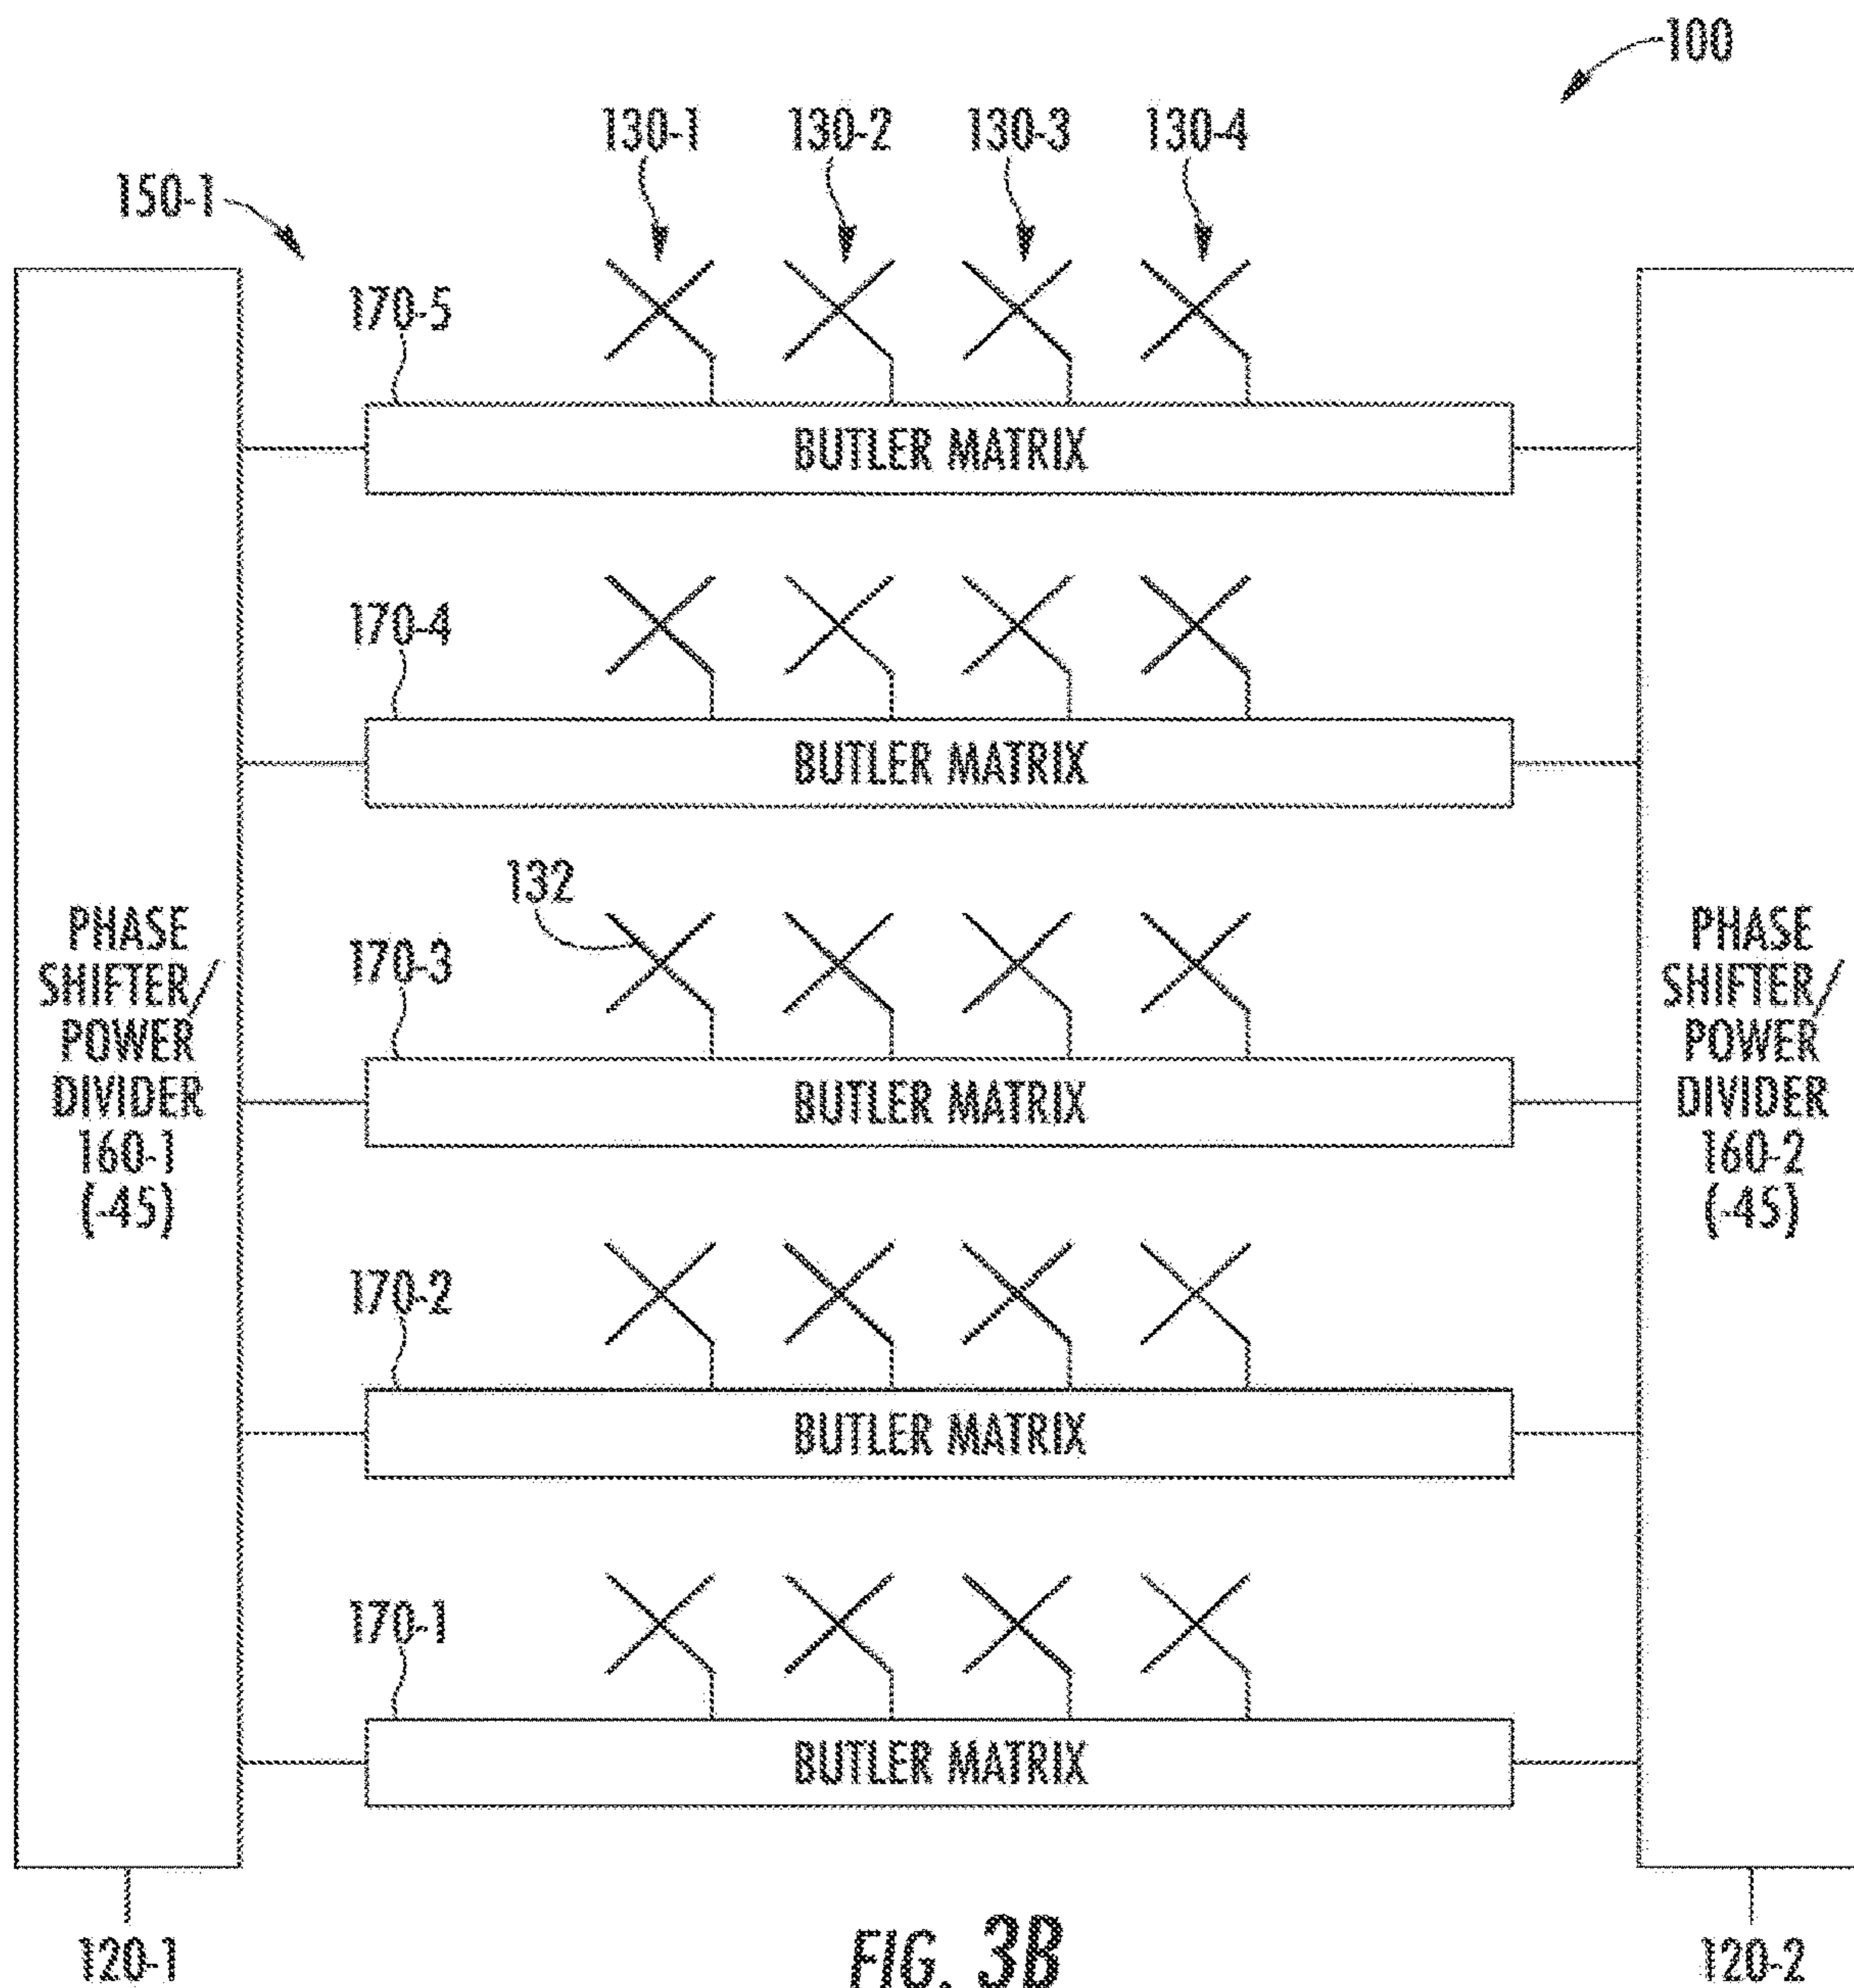 100
130-1 130-2 130-3 130-4
150-1
170-5
BUTLER MATRIX
170-4
BUTLER MATRIX
132
170-3
BUTLER MATRIX
PHASE
SHIFTER/
POWER
DIVIDER
160-1
(-45)
PHASE
SHIFTER/
POWER
DIVIDER
160-2
(-45)
170-2
BUTLER MATRIX
170-1
BUTLER MATRIX
120-1
120-2
FIG. 3B